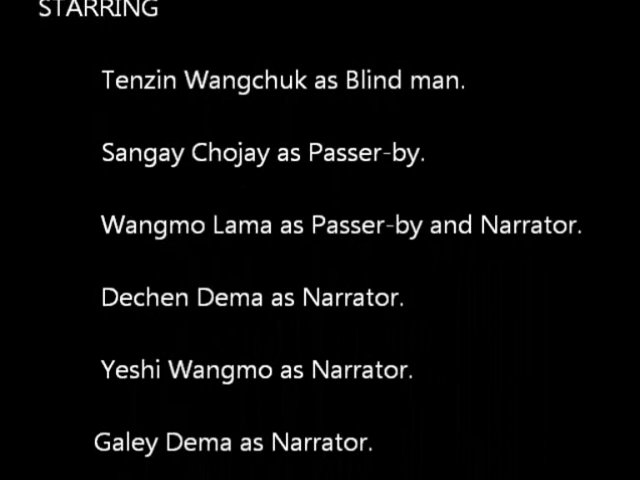 STARRING
Tenzin Wangchuk as Blind man.
Sangay Chojay as Passer-by.
Wangmo Lama as Passer-by and Narrator.
Dechen Dema as Narrator.
Yeshi Wangmo as Narrator.
Galey Dema as Narrator.